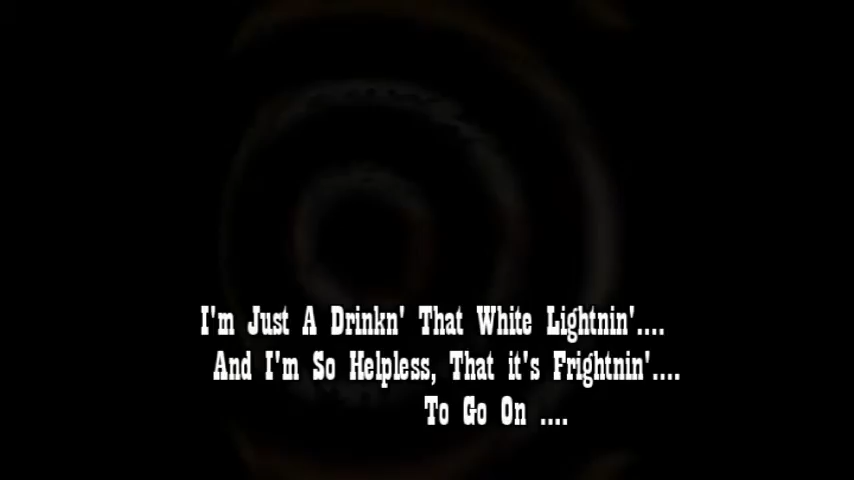 I'm Just A Drinkn' That White Lightnin'....
And I'm So Helpless, That it's Frightnin'....
To Go On ....